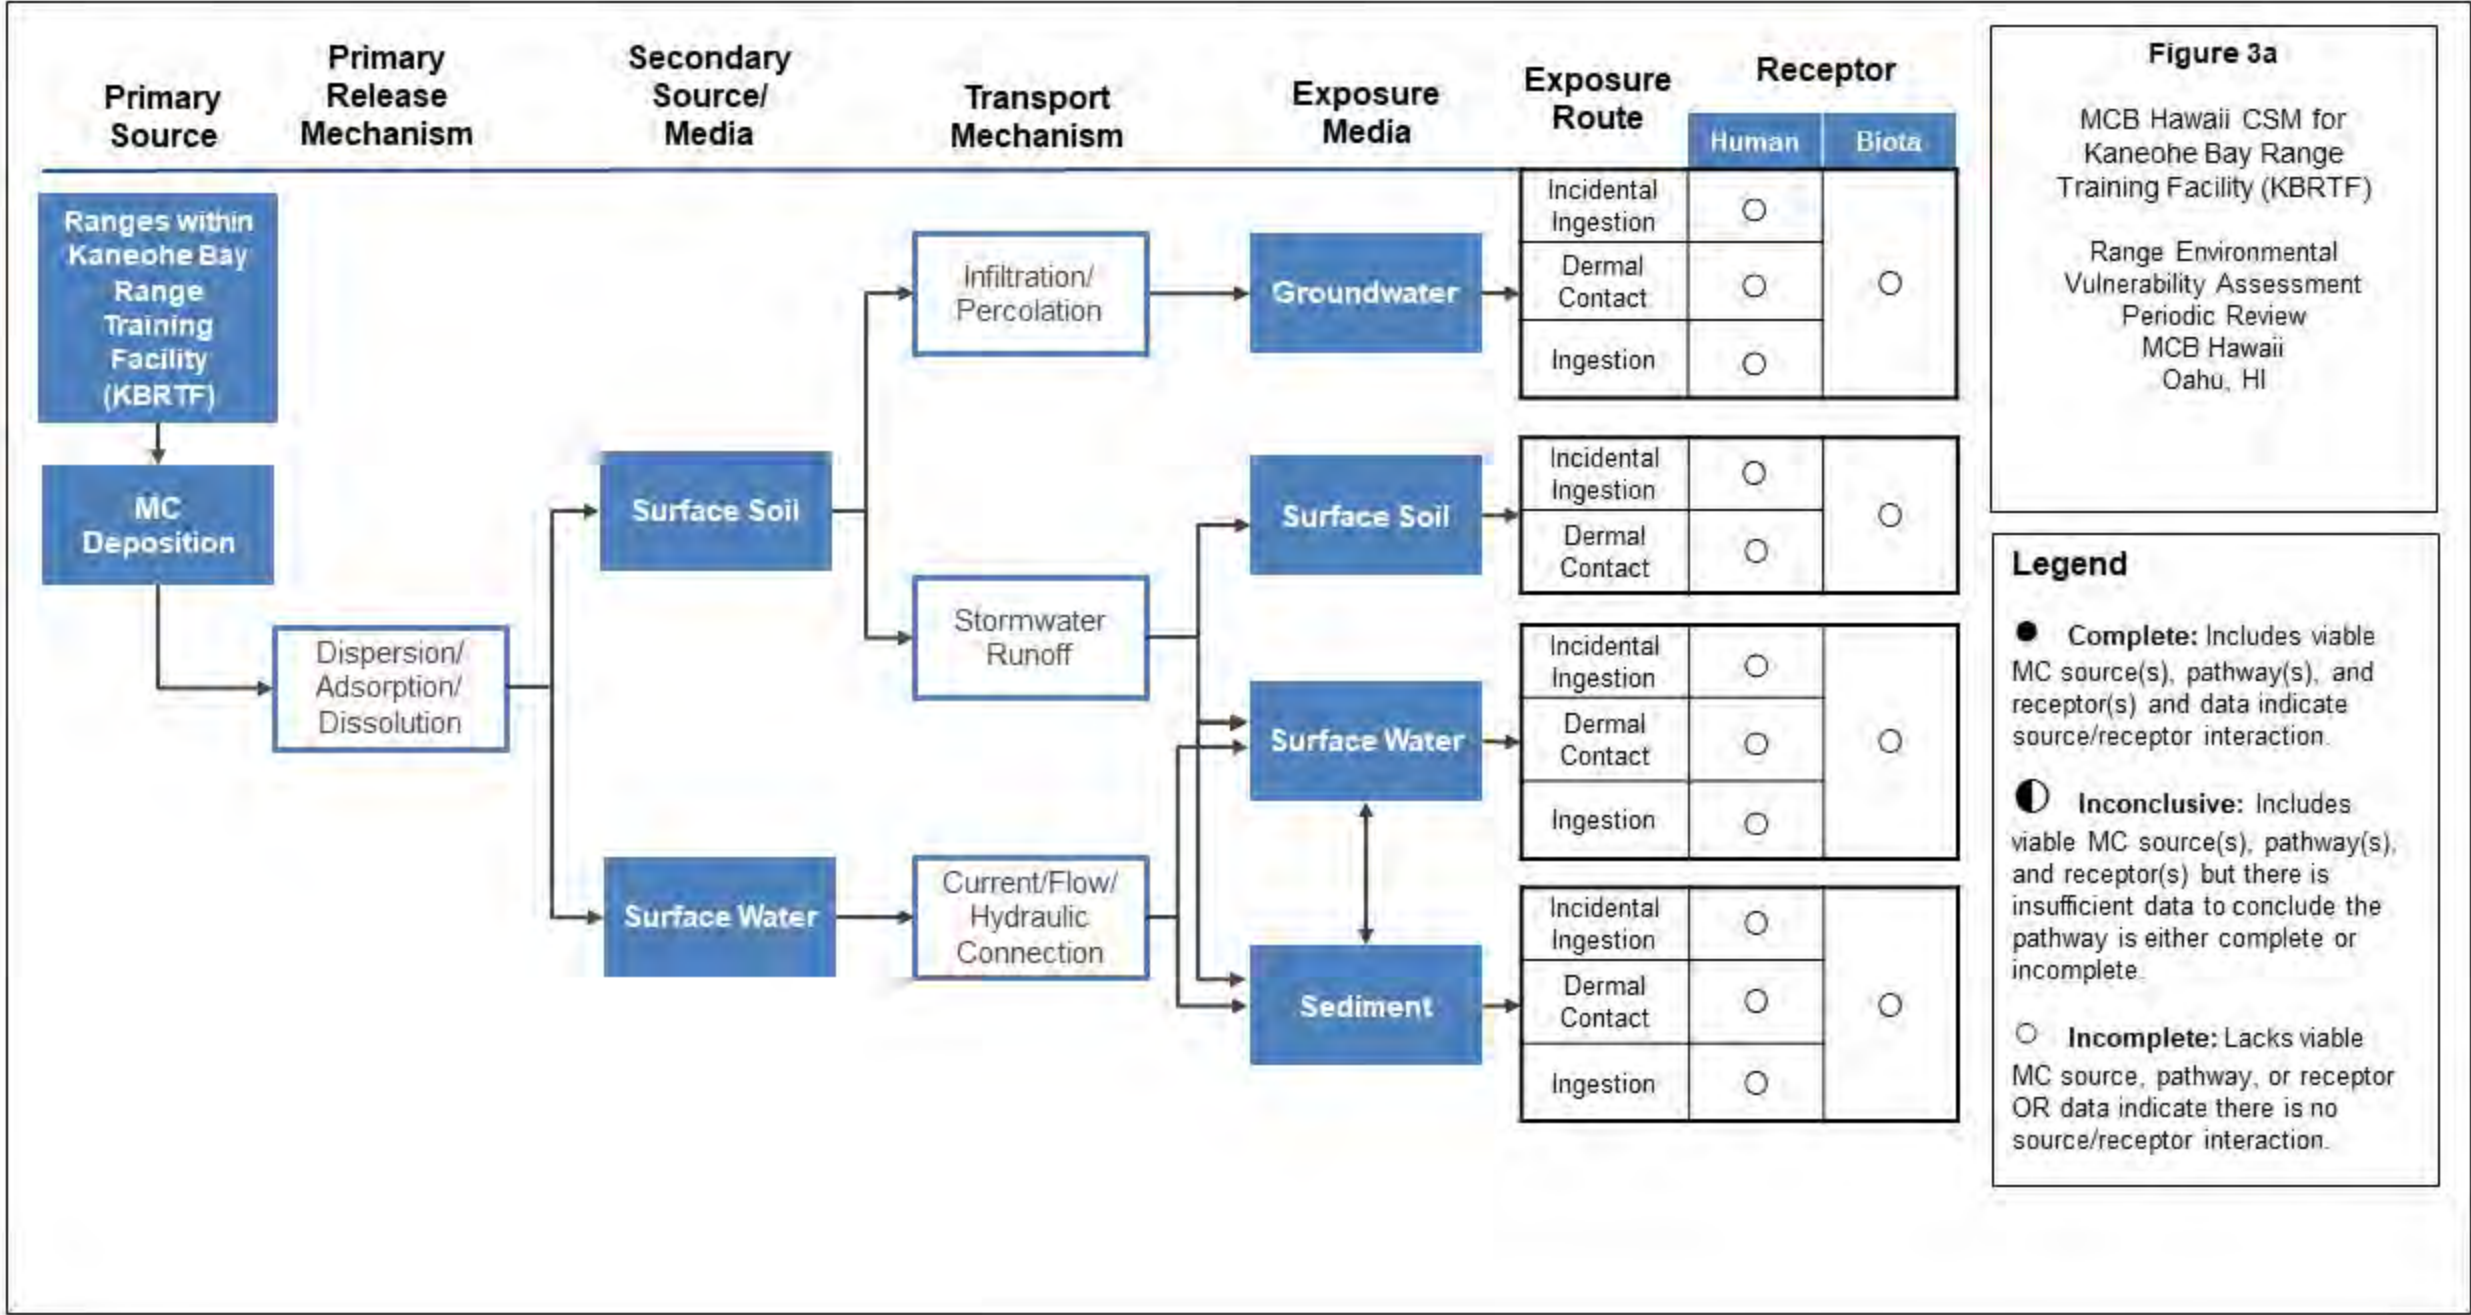 Primary
Source
Primary
Release
Mechanism
Secondary
Source/
Media
Transport
Mechanism
Exposure
Media
Exposure
Route
Receptor
Human
Biota
Ranges within
Kaneohe Bay
Range
Training
Facility
(KBRTF)
MC
Deposition
Dispersion/
Adsorption/
Dissolution
Surface Soil
Surface Water
Infiltration/
Percolation
Stormwater
Runoff
Current/Flow/
Hydraulic
Connection
Groundwater
Incidental
Ingestion
Dermal
Contact
Ingestion
Surface Soil
Incidental
Ingestion
Dermal
Contact
Surface Water
Incidental
Ingestion
Dermal
Contact
Ingestion
Sediment
Incidental
Ingestion
Dermal
Contact
Ingestion
Figure 3a
MCB Hawaii CSM for
Kaneohe Bay Range
Training Facility (KBRTF)
Range Environmental
Vulnerability Assessment
Periodic Review
MCB Hawaii
Oahu, HI
Legend
Complete: Includes viable
MC source(s), pathway(s), and
receptor(s) and data indicate
source/receptor interaction.
Inconclusive: Includes
viable MC source(s), pathway(s),
and receptor(s) but there is
insufficient data to conclude the
pathway is either complete or
incomplete.
Incomplete: Lacks viable
MC source, pathway, or receptor
OR data indicate there is no
source/receptor interaction.